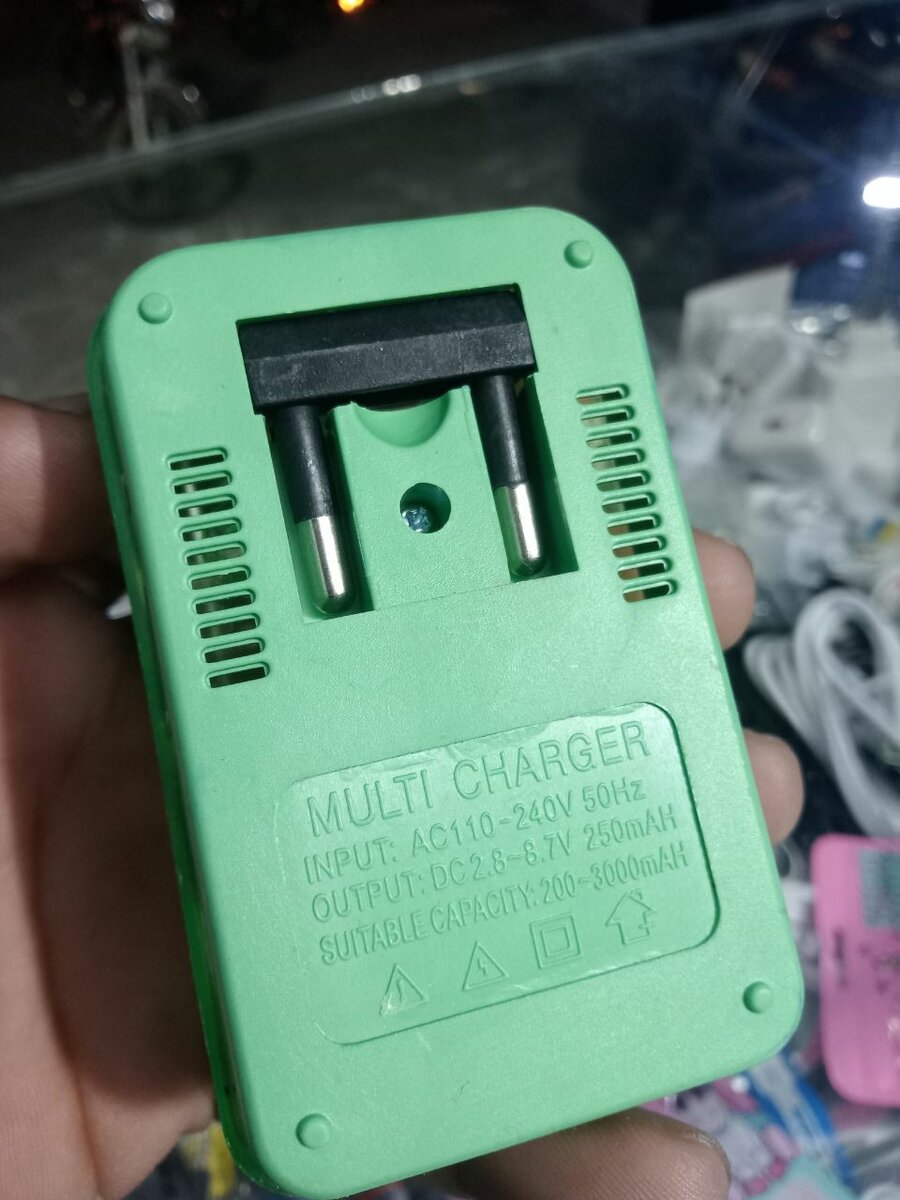 MULTI CHARGER
INPUT: AC110-240V 50Hz
OUTPUT: DC 2.8~8.7V 250mAH
SUITABLE CAPACITY: 200~3000mAH